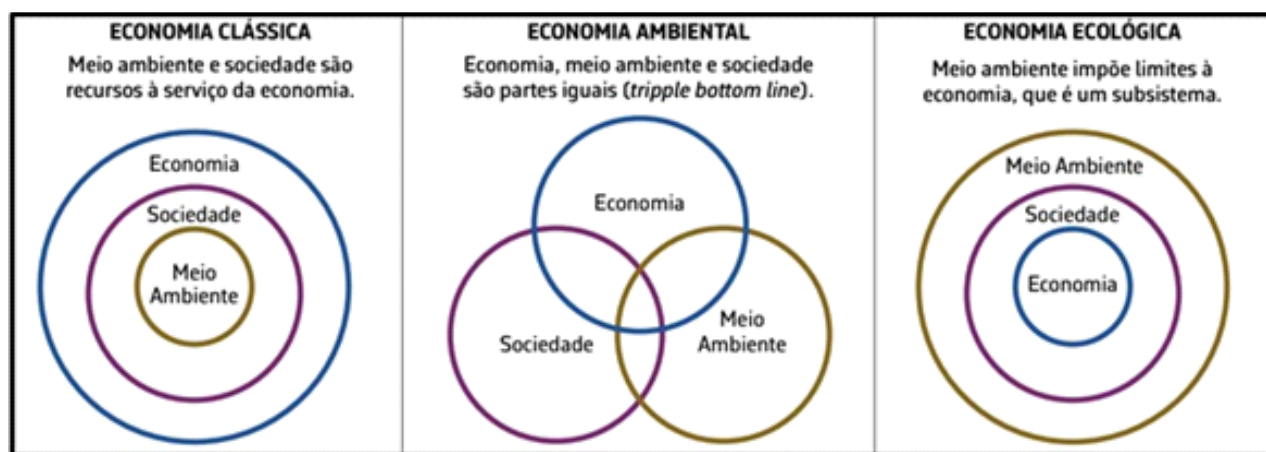 ECONOMIA CLÁSSICA
Meio ambiente e sociedade são
recursos à serviço da economia.
Economia
Sociedade
Meio
Ambiente
ECONOMIA AMBIENTAL
Economia, meio ambiente e sociedade
são partes iguais (tripple bottom line).
Economia
Sociedade
Meio
Ambiente
ECONOMIA ECOLÓGICA
Meio ambiente impõe limites à
economia, que é um subsistema.
Meio Ambiente
Sociedade
Economia